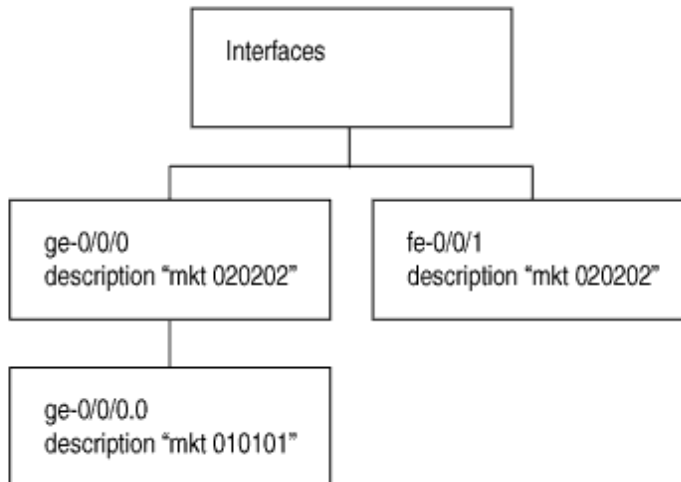 Interfaces
ge-0/0/0
description “mkt 020202”
fe-0/0/1
description “mkt 020202”
ge-0/0/0.0
description “mkt 010101”